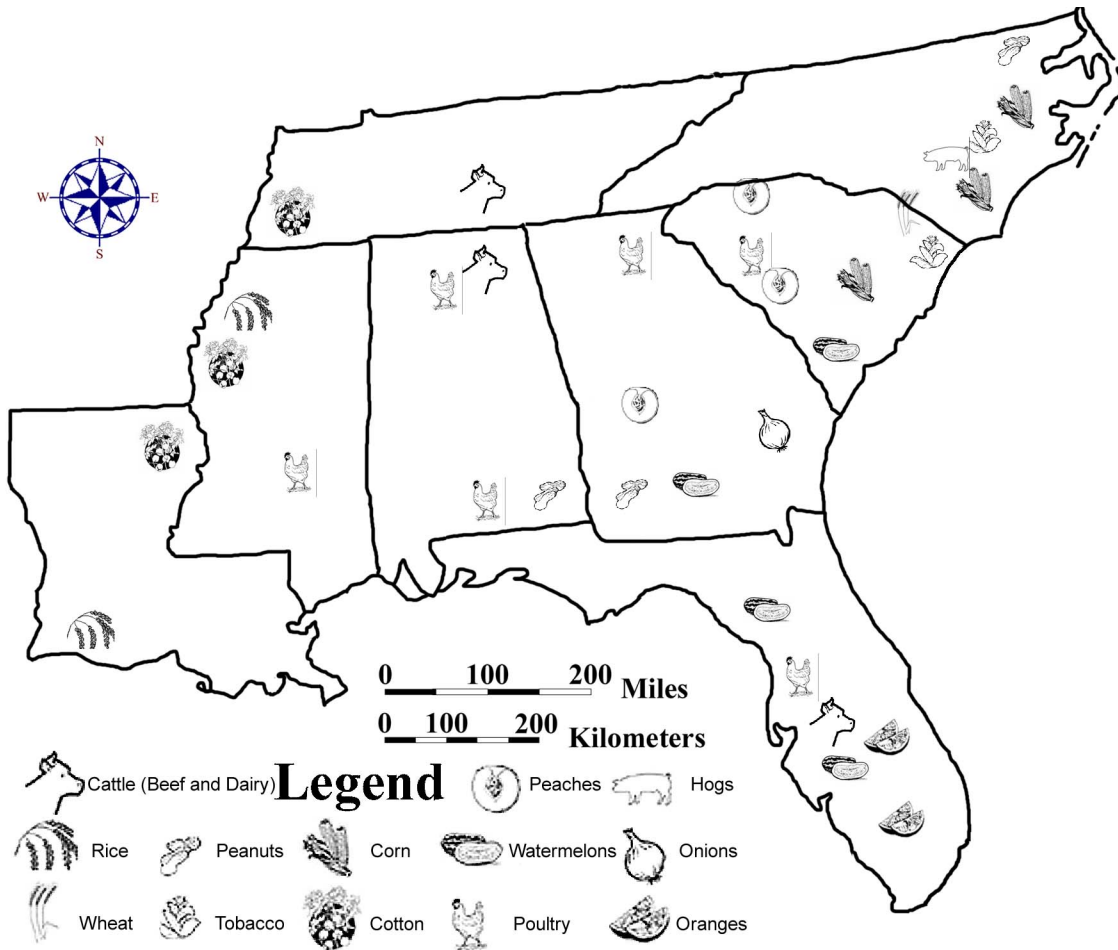 N
W E
S
0 100 200 Miles
0 100 200 Kilometers
Legend
Cattle (Beef and Dairy) Peaches Hogs
Rice Peanuts Corn Watermelons Onions
Wheat Tobacco Cotton Poultry Oranges